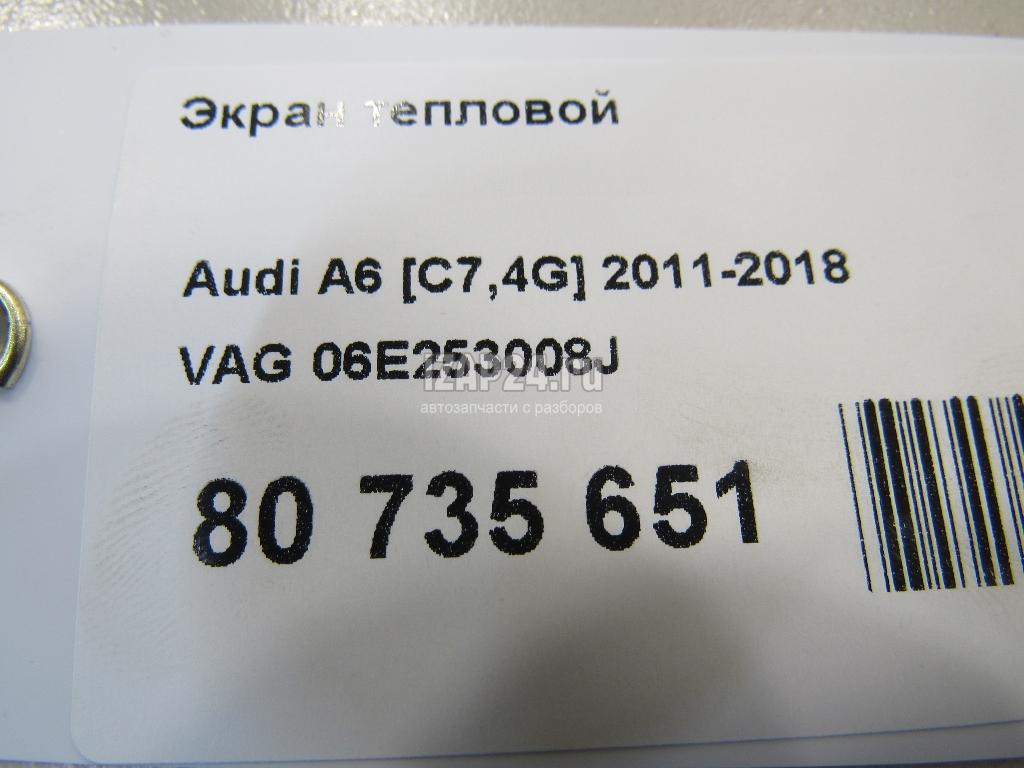 Экран тепловой
Audi A6 [C7,4G] 2011-2018
VAG 06E253008J
IZAP24.ru
автозапчасти с разборов
80 735 651